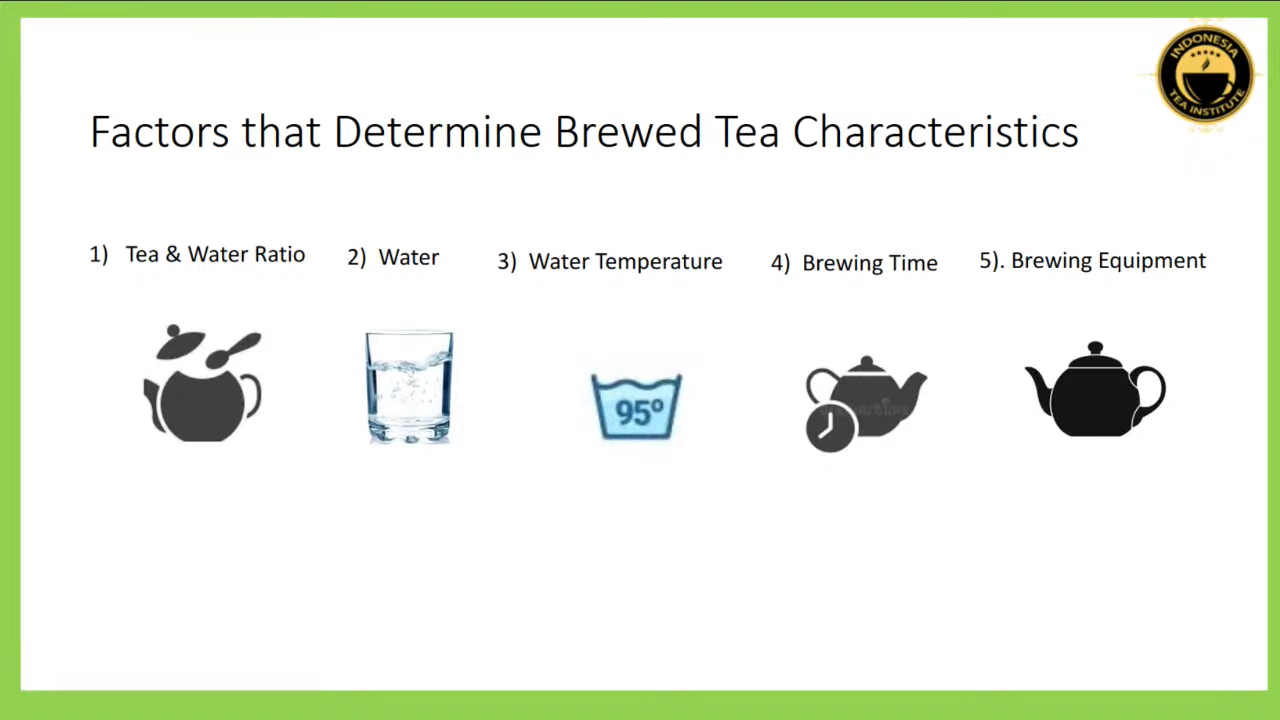 INDONESIA
TEA INSTITUTE
Factors that Determine Brewed Tea Characteristics
1) Tea & Water Ratio
2) Water
3) Water Temperature
4) Brewing Time
5). Brewing Equipment
95°